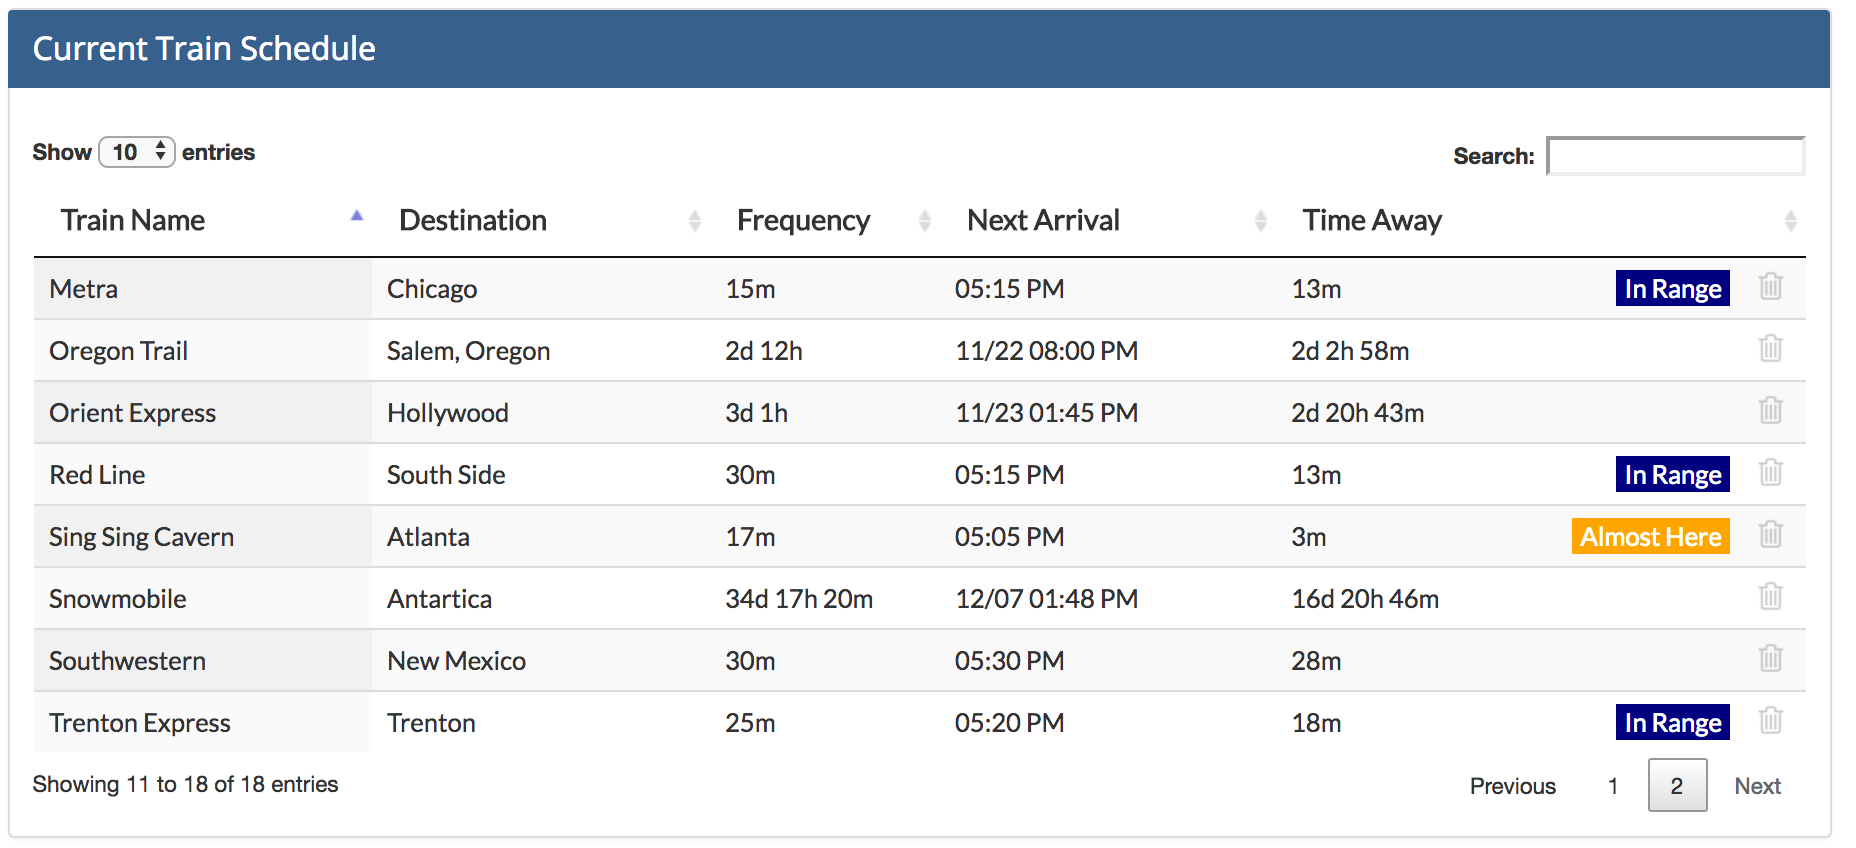 Current Train Schedule
Show 10 entries Search:
Train Name Destination Frequency Next Arrival Time Away
Metra Chicago 15m 05:15 PM 13m In Range
Oregon Trail Salem, Oregon 2d 12h 11/22 08:00 PM 2d 2h 58m
Orient Express Hollywood 3d 1h 11/23 01:45 PM 2d 20h 43m
Red Line South Side 30m 05:15 PM 13m In Range
Sing Sing Cavern Atlanta 17m 05:05 PM 3m Almost Here
Snowmobile Antartica 34d 17h 20m 12/07 01:48 PM 16d 20h 46m
Southwestern New Mexico 30m 05:30 PM 28m
Trenton Express Trenton 25m 05:20 PM 18m In Range
Showing 11 to 18 of 18 entries Previous 1 2 Next